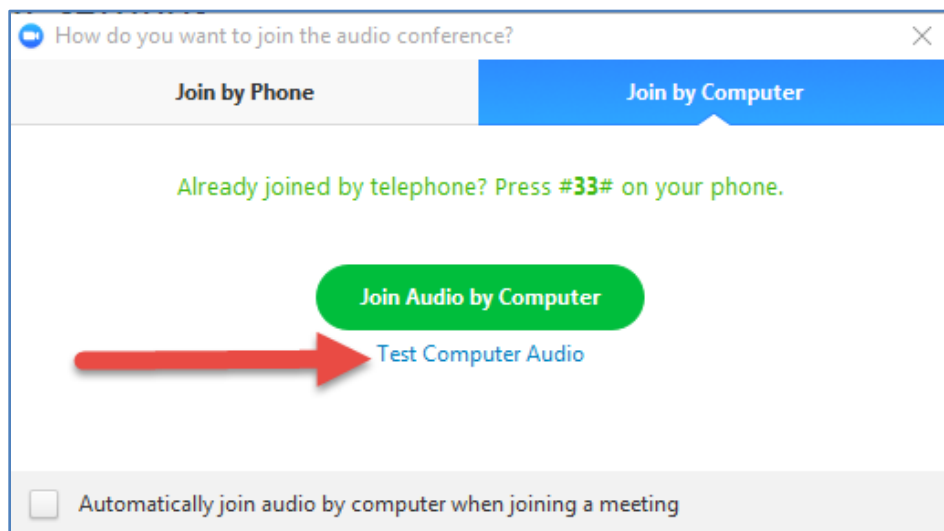 How do you want to join the audio conference?
Join by Phone
Join by Computer
Already joined by telephone? Press #33# on your phone.
Join Audio by Computer
Test Computer Audio
Automatically join audio by computer when joining a meeting